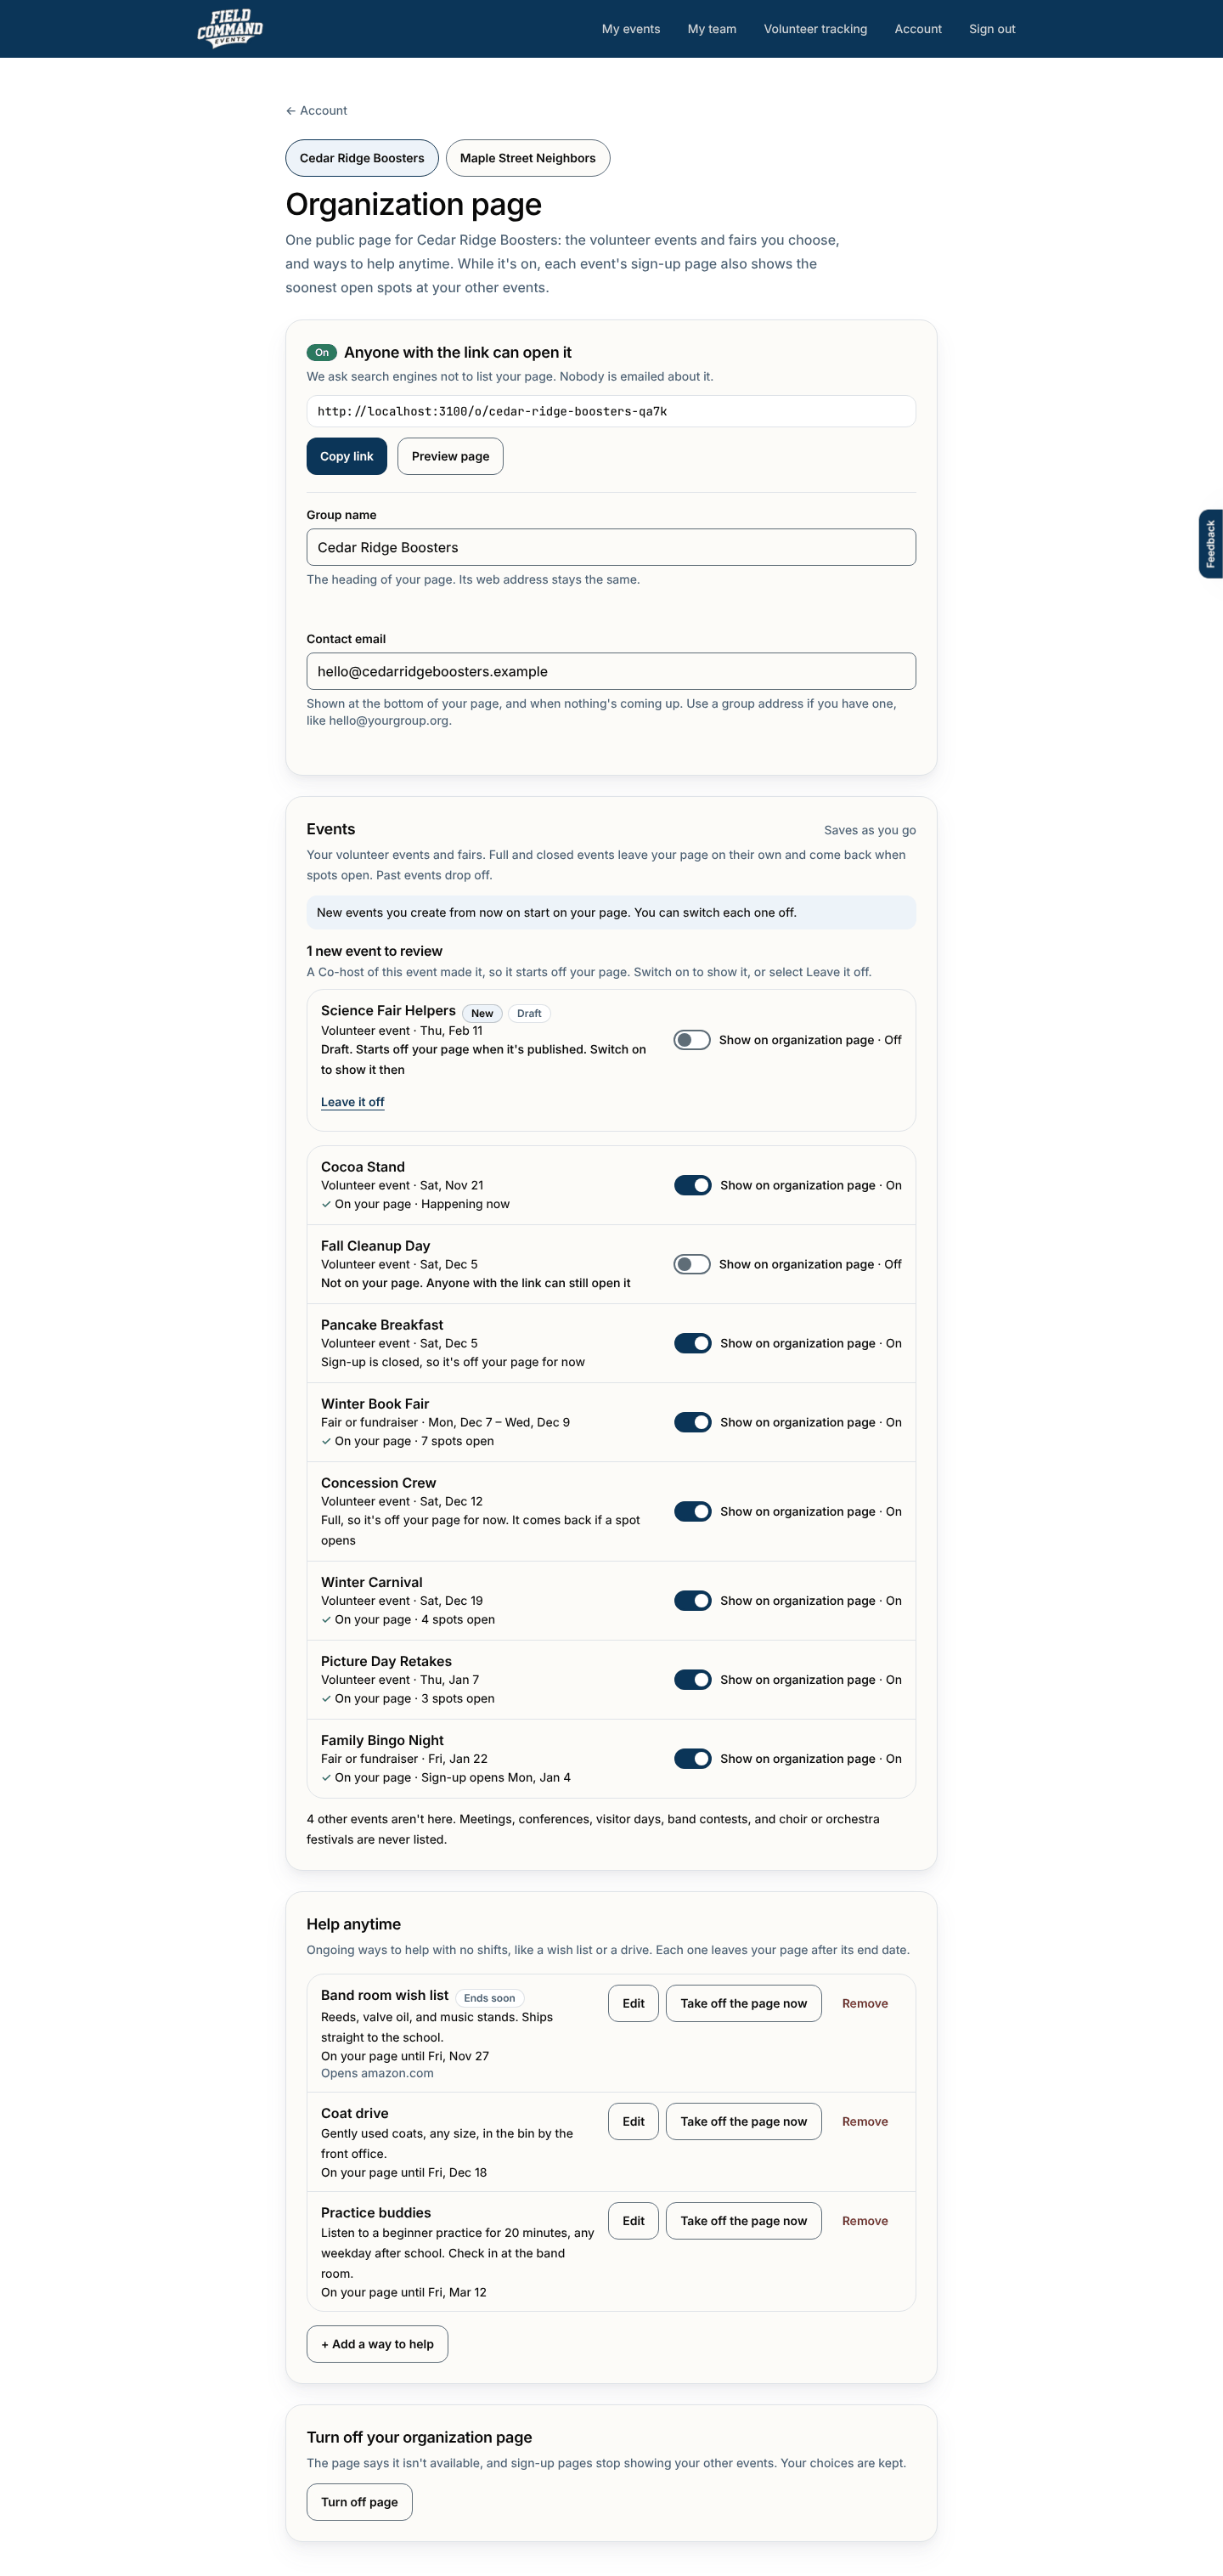 FIELD
COMMAND
EVENTS
My events
My team
Volunteer tracking
Account
Sign out
← Account
Cedar Ridge Boosters
Maple Street Neighbors
Organization page
One public page for Cedar Ridge Boosters: the volunteer events and fairs you choose,
and ways to help anytime. While it's on, each event's sign-up page also shows the
soonest open spots at your other events.
On
Anyone with the link can open it
We ask search engines not to list your page. Nobody is emailed about it.
http://localhost:3100/o/cedar-ridge-boosters-qa7k
Copy link
Preview page
Feedback
Group name
Cedar Ridge Boosters
The heading of your page. Its web address stays the same.
Contact email
hello@cedarridgeboosters.example
Shown at the bottom of your page, and when nothing's coming up. Use a group address if you have one,
like hello@yourgroup.org.
Events
Saves as you go
Your volunteer events and fairs. Full and closed events leave your page on their own and come back when
spots open. Past events drop off.
New events you create from now on start on your page. You can switch each one off.
1 new event to review
A Co-host of this event made it, so it starts off your page. Switch on to show it, or select Leave it off.
Science Fair Helpers New Draft
Volunteer event · Thu, Feb 11
Draft. Starts off your page when it's published. Switch on
to show it then
Show on organization page · Off
Leave it off
Cocoa Stand
Volunteer event · Sat, Nov 21
✓ On your page · Happening now
Show on organization page · On
Fall Cleanup Day
Volunteer event · Sat, Dec 5
Not on your page. Anyone with the link can still open it
Show on organization page · Off
Pancake Breakfast
Volunteer event · Sat, Dec 5
Sign-up is closed, so it's off your page for now
Show on organization page · On
Winter Book Fair
Fair or fundraiser · Mon, Dec 7 – Wed, Dec 9
✓ On your page · 7 spots open
Show on organization page · On
Concession Crew
Volunteer event · Sat, Dec 12
Full, so it's off your page for now. It comes back if a spot
opens
Show on organization page · On
Winter Carnival
Volunteer event · Sat, Dec 19
✓ On your page · 4 spots open
Show on organization page · On
Picture Day Retakes
Volunteer event · Thu, Jan 7
✓ On your page · 3 spots open
Show on organization page · On
Family Bingo Night
Fair or fundraiser · Fri, Jan 22
✓ On your page · Sign-up opens Mon, Jan 4
Show on organization page · On
4 other events aren't here. Meetings, conferences, visitor days, band contests, and choir or orchestra
festivals are never listed.
Help anytime
Ongoing ways to help with no shifts, like a wish list or a drive. Each one leaves your page after its end date.
Band room wish list Ends soon
Reeds, valve oil, and music stands. Ships
straight to the school.
On your page until Fri, Nov 27
Opens amazon.com
Edit
Take off the page now
Remove
Coat drive
Gently used coats, any size, in the bin by the
front office.
On your page until Fri, Dec 18
Edit
Take off the page now
Remove
Practice buddies
Listen to a beginner practice for 20 minutes, any
weekday after school. Check in at the band
room.
On your page until Fri, Mar 12
Edit
Take off the page now
Remove
+ Add a way to help
Turn off your organization page
The page says it isn't available, and sign-up pages stop showing your other events. Your choices are kept.
Turn off page